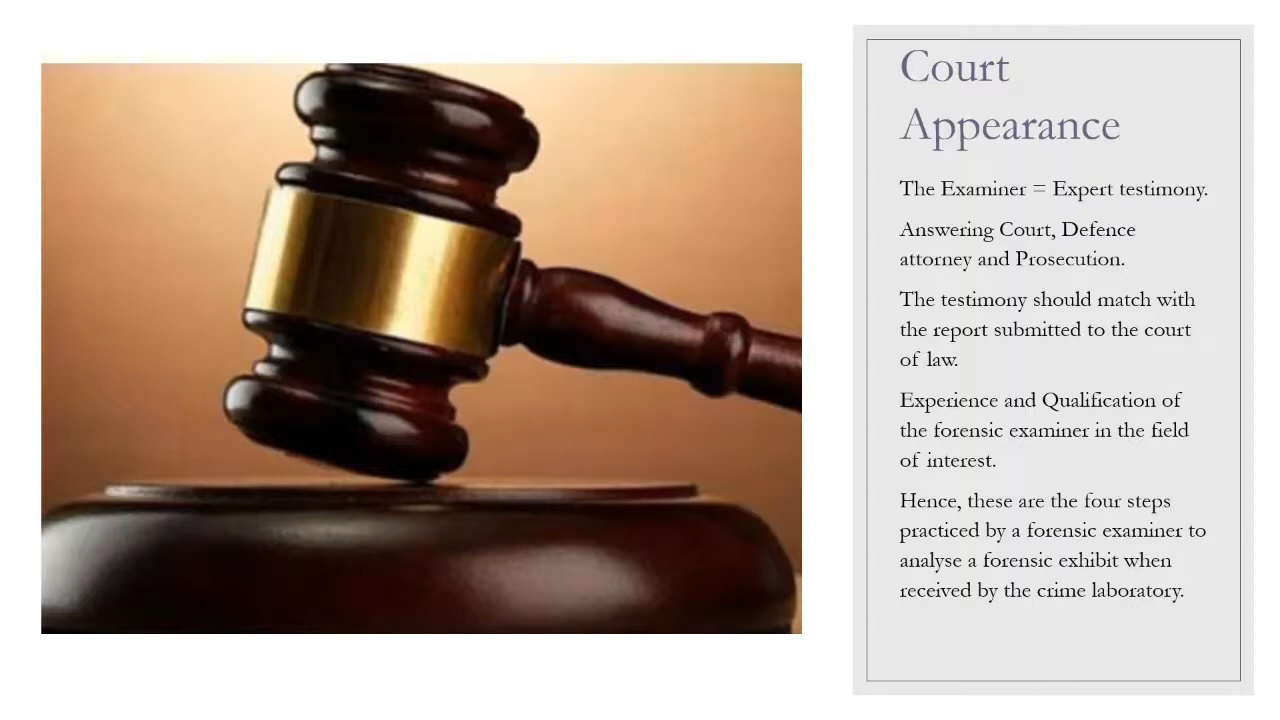 Court
Appearance
The Examiner = Expert testimony.
Answering Court, Defence
attorney and Prosecution.
The testimony should match with
the report submitted to the court
of law.
Experience and Qualification of
the forensic examiner in the field
of interest.
Hence, these are the four steps
practiced by a forensic examiner to
analyse a forensic exhibit when
received by the crime laboratory.